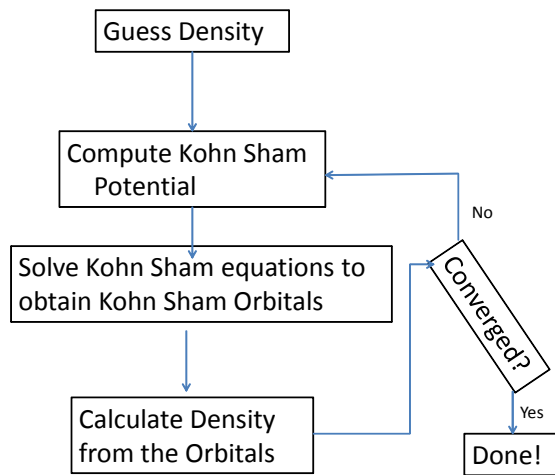 Guess Density
Compute Kohn Sham
Potential
No
Solve Kohn Sham equations to
obtain Kohn Sham Orbitals
Converged?
Calculate Density
from the Orbitals
Yes
Done!